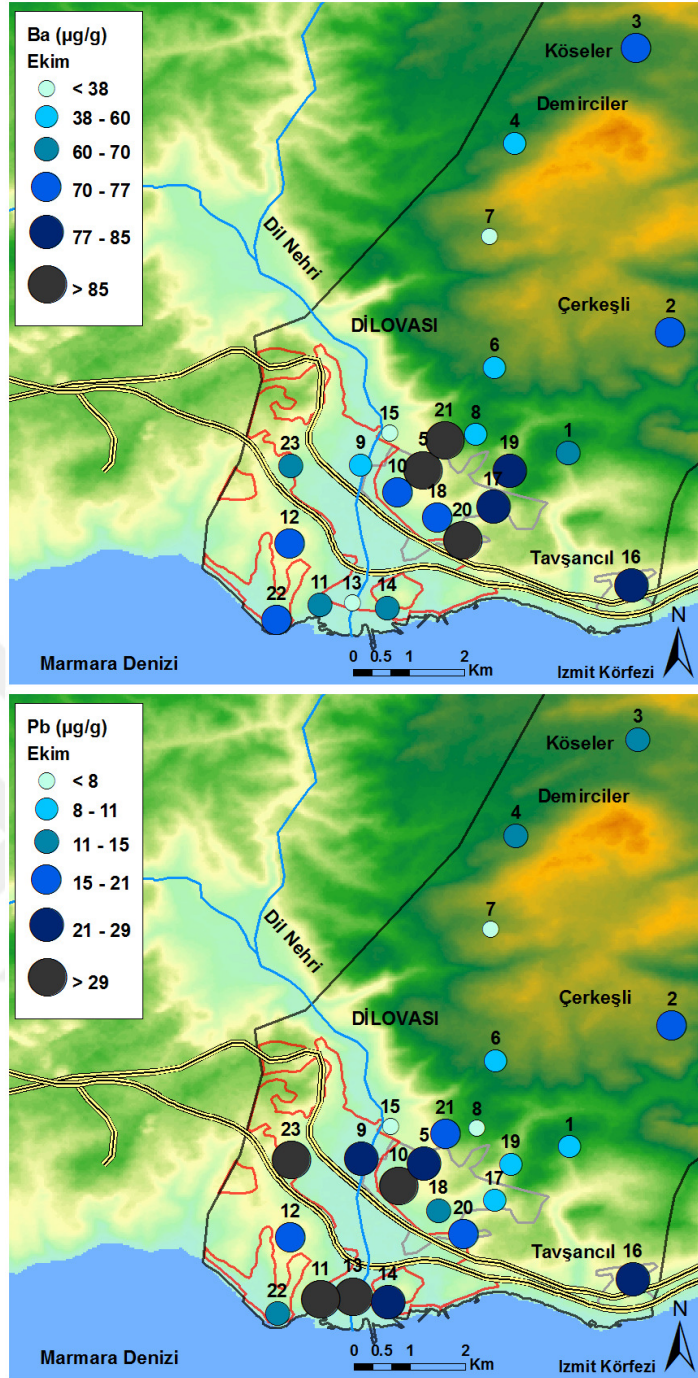 Ba (µg/g)
Ekim
< 38
38 - 60
60 - 70
70 - 77
77 - 85
> 85
3
Köseler
Demirciler
4
7
Dil Nehri
Çerkeşli
2
DİLOVASI
6
15
21
8
1
23
9
5
19
10
17
18
20
12
Tavşancıl
16
11
13
14
22
N
Marmara Denizi
0 0.5 1 2
Km
Izmit Körfezi
Pb (µg/g)
Ekim
< 8
8 - 11
11 - 15
15 - 21
21 - 29
> 29
3
Köseler
Demirciler
4
7
Dil Nehri
Çerkeşli
2
DİLOVASI
6
15
21
8
1
23
9
5
19
10
17
18
20
12
Tavşancıl
16
11
13
14
22
N
Marmara Denizi
0 0.5 1 2
Km
Izmit Körfezi